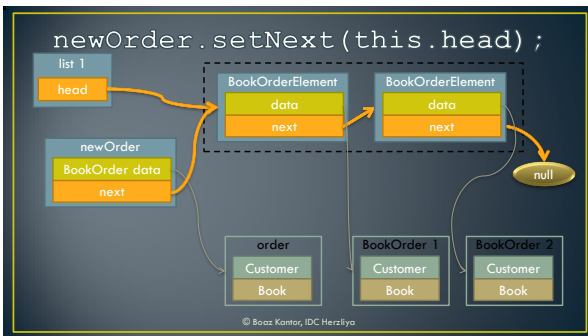 newOrder.setNext(this.head);
list 1
head
BookOrderElement
data
next
BookOrderElement
data
next
newOrder
BookOrder data
next
null
order
Customer
Book
BookOrder 1
Customer
Book
BookOrder 2
Customer
Book
© Boaz Kantor, IDC Herzliya